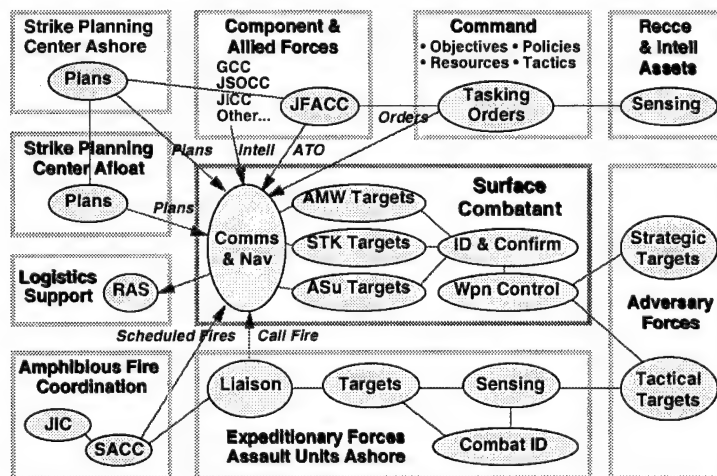 Strike Planning
Center Ashore
Plans
Component &
Allied Forces
GCC
JSOCC
JICC
Other...
JFACC
Command
• Objectives • Policies
• Resources • Tactics
Tasking
Orders
Recce
& Intell
Assets
Sensing
Strike Planning
Center Afloat
Plans
Plans
Intell
ATO
Orders
Plans
Surface
Combatant
Comms
& Nav
AMW Targets
STK Targets
ASu Targets
ID & Confirm
Wpn Control
Strategic
Targets
Adversary
Forces
Tactical
Targets
Logistics
Support
RAS
Scheduled Fires
Call Fire
Amphibious Fire
Coordination
JIC
SACC
Liaison
Targets
Sensing
Combat ID
Expeditionary Forces
Assault Units Ashore